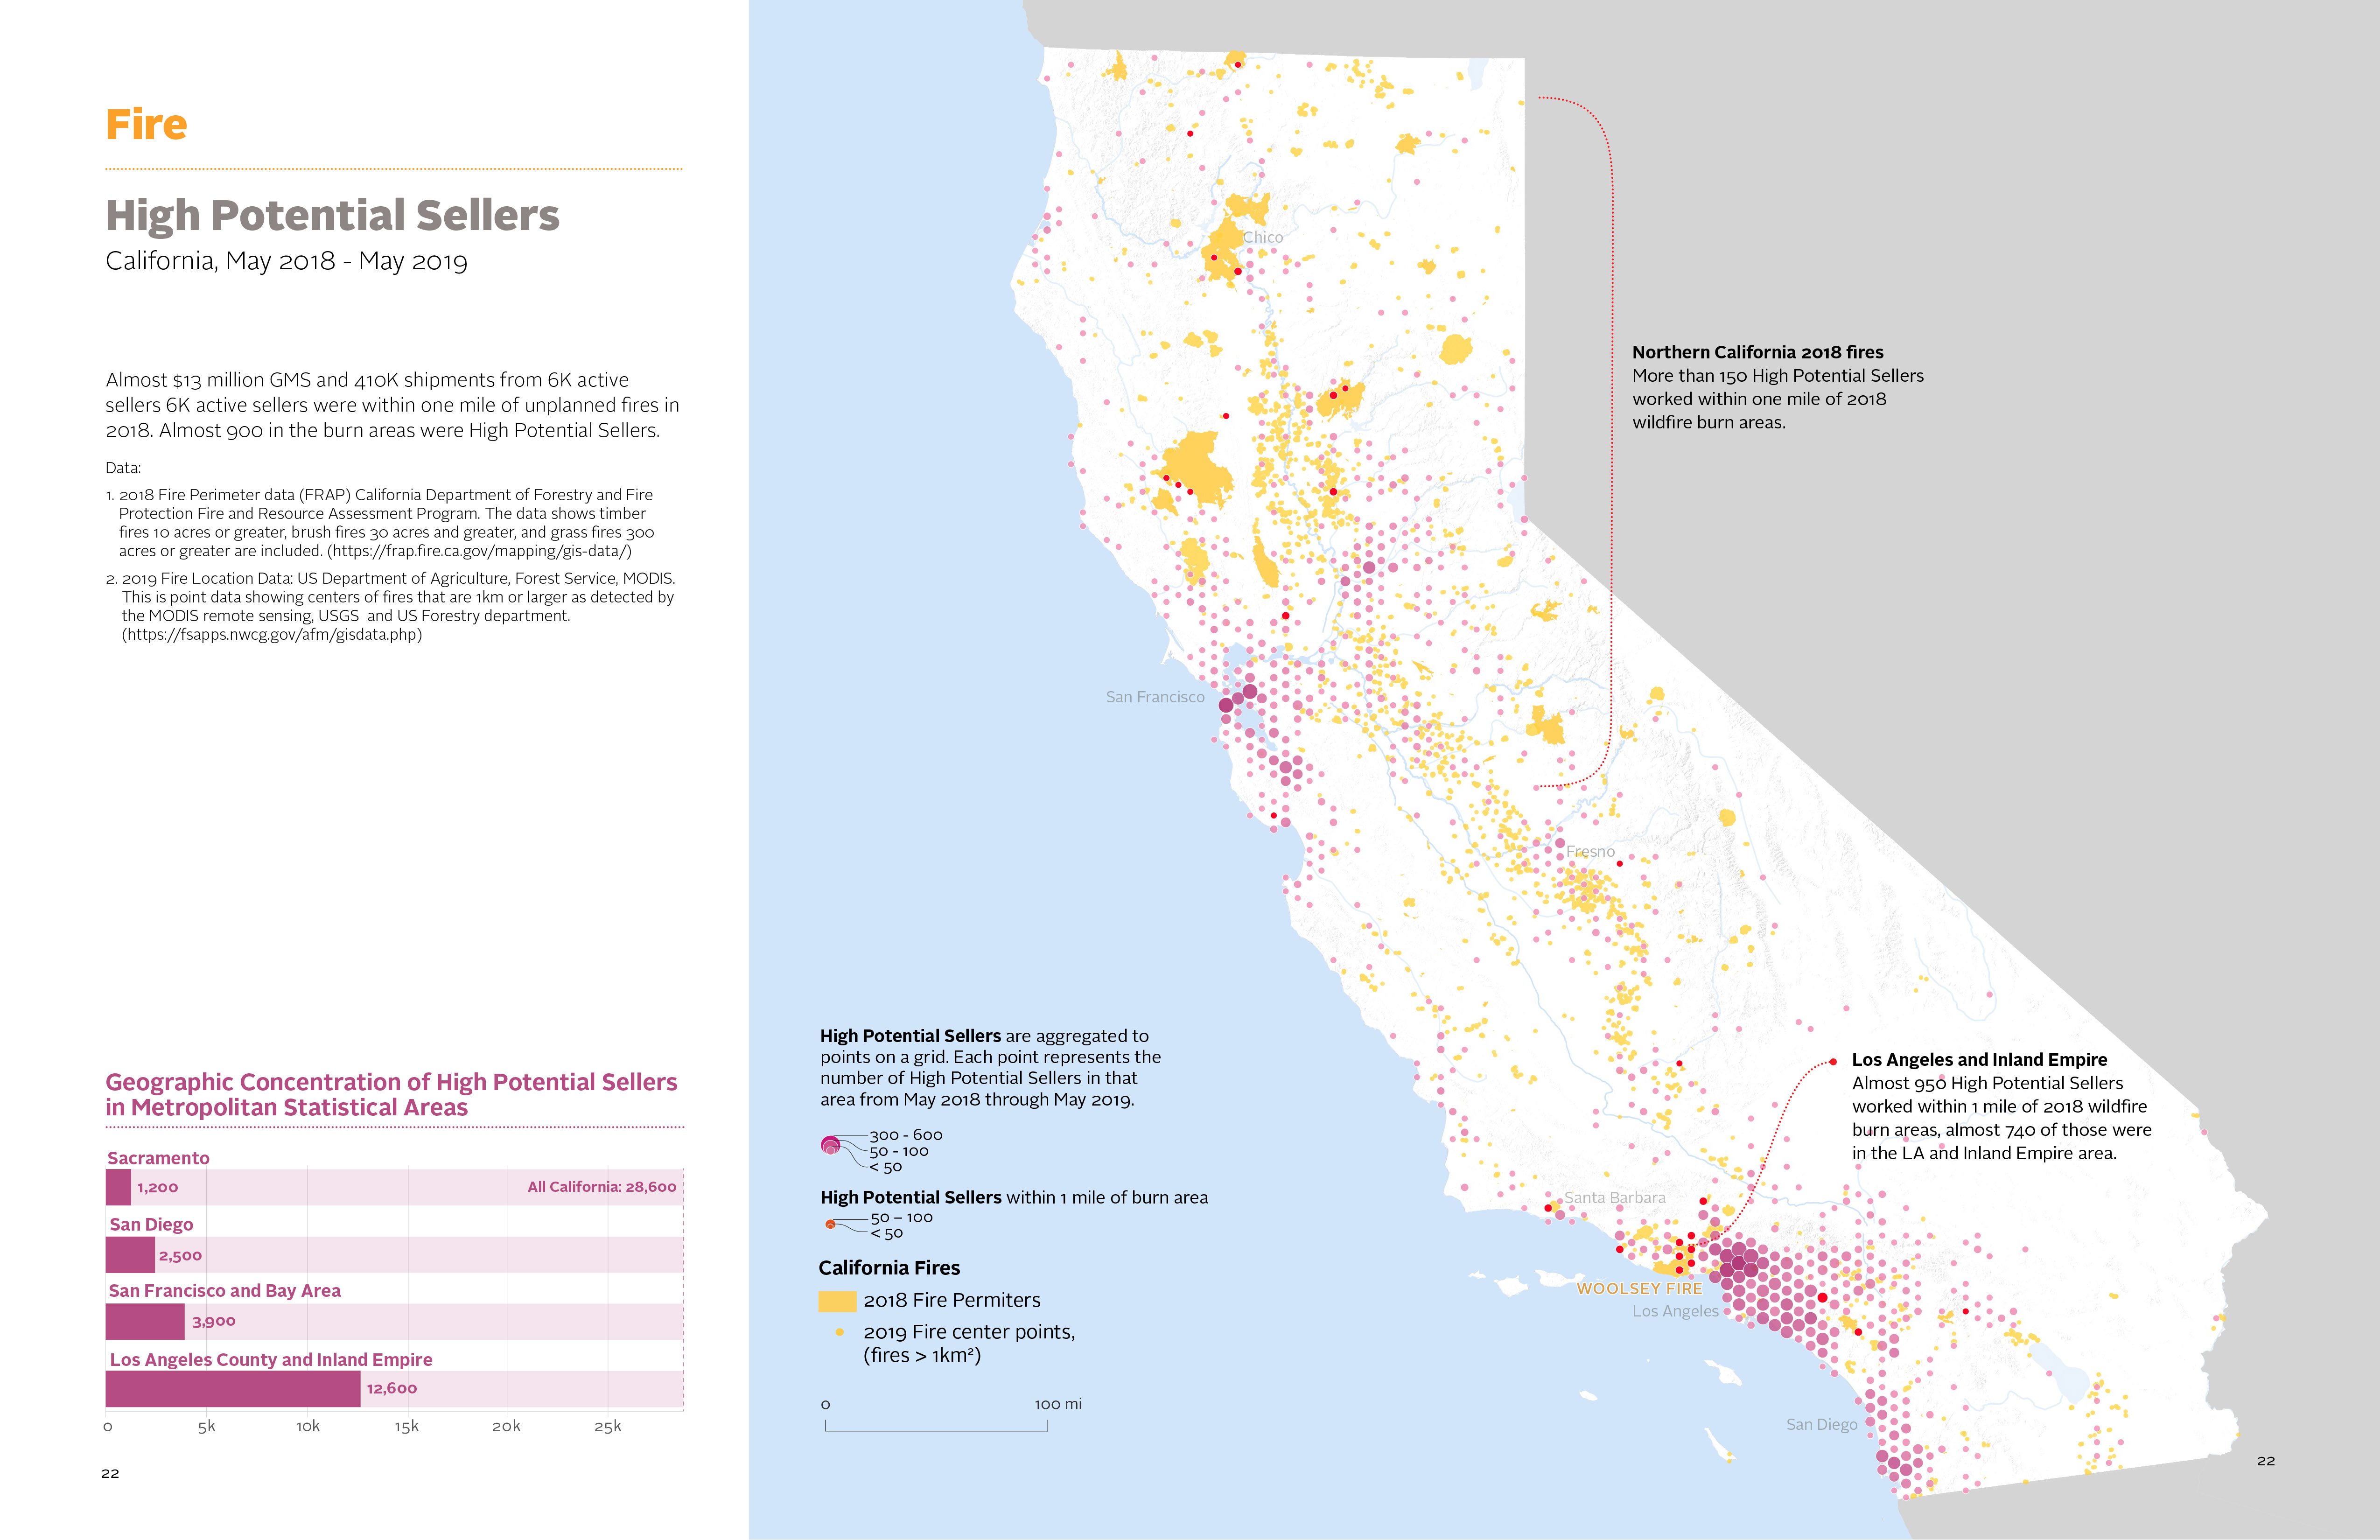 Fire
High Potential Sellers
California, May 2018 - May 2019
Almost $13 million GMS and 410K shipments from 6K active
sellers 6K active sellers were within one mile of unplanned fires in
2018. Almost 900 in the burn areas were High Potential Sellers.
Data:
1. 2018 Fire Perimeter data (FRAP) California Department of Forestry and Fire
Protection Fire and Resource Assessment Program. The data shows timber
fires 10 acres or greater, brush fires 30 acres and greater, and grass fires 300
acres or greater are included. (https://frap.fire.ca.gov/mapping/gis-data/)
2. 2019 Fire Location Data: US Department of Agriculture, Forest Service, MODIS.
This is point data showing centers of fires that are 1km or larger as detected by
the MODIS remote sensing, USGS and US Forestry department.
(https://fsapps.nwcg.gov/afm/gisdata.php)
Geographic Concentration of High Potential Sellers
in Metropolitan Statistical Areas
Sacramento
1,200
All California: 28,600
San Diego
2,500
San Francisco and Bay Area
3,900
Los Angeles County and Inland Empire
12,600
0 5k 10k 15k 20k 25k
22
Chico
San Francisco
Fresno
Santa Barbara
WOOLSEY FIRE
Los Angeles
San Diego
Northern California 2018 fires
More than 150 High Potential Sellers
worked within one mile of 2018
wildfire burn areas.
Los Angeles and Inland Empire
Almost 950 High Potential Sellers
worked within 1 mile of 2018 wildfire
burn areas, almost 740 of those were
in the LA and Inland Empire area.
High Potential Sellers are aggregated to
points on a grid. Each point represents the
number of High Potential Sellers in that
area from May 2018 through May 2019.
300 - 600
50 - 100
< 50
High Potential Sellers within 1 mile of burn area
50 – 100
< 50
California Fires
2018 Fire Permiters
2019 Fire center points,
(fires > 1km²)
0 100 mi
22